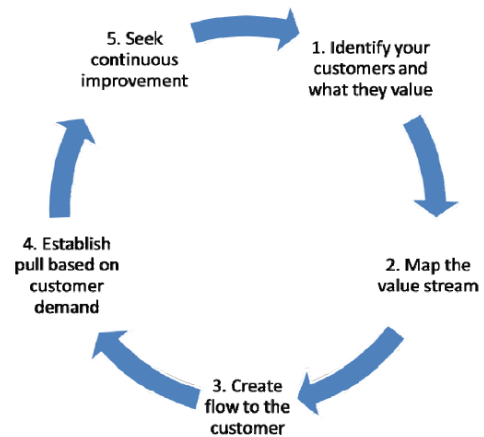 1. Identify your
customers and
what they value
2. Map the
value stream
3. Create
flow to the
customer
4. Establish
pull based on
customer
demand
5. Seek
continuous
improvement